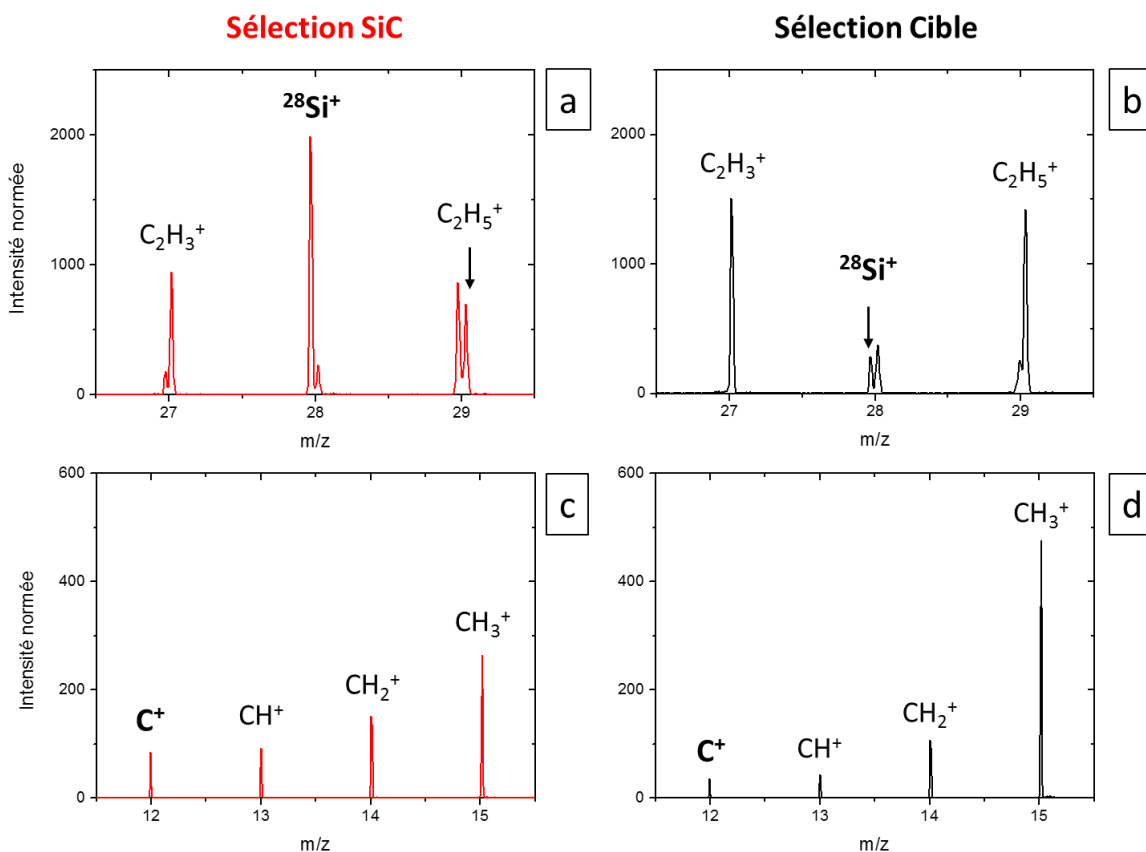 Sélection SiC
Sélection Cible
a
Intensité normée
2000
1000
0
C₂H₃⁺
²⁸Si⁺
C₂H₅⁺
27 28 29
m/z
b
2000
1000
0
C₂H₃⁺
²⁸Si⁺
C₂H₅⁺
27 28 29
m/z
c
Intensité normée
600
400
200
0
C⁺
CH⁺
CH₂⁺
CH₃⁺
12 13 14 15
m/z
d
600
400
200
0
C⁺
CH⁺
CH₂⁺
CH₃⁺
12 13 14 15
m/z